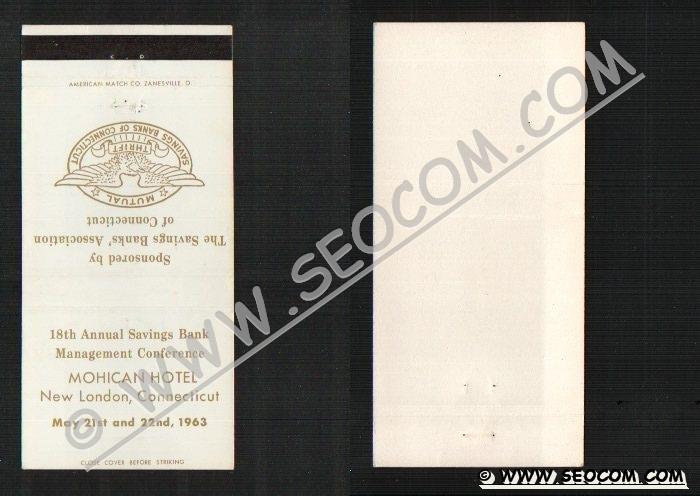 AMERICAN MATCH CO. ZANESVILLE, O.
Sponsored by
The Savings Banks' Association
of Connecticut
MUTUAL
THRIFT
SAVINGS BANKS OF CONNECTICUT
18th Annual Savings Bank
Management Conference
MOHICAN HOTEL
New London, Connecticut
May 21st and 22nd, 1963
CLOSE COVER BEFORE STRIKING
© WWW.SEOCOM.COM
© WWW.SEOCOM.COM